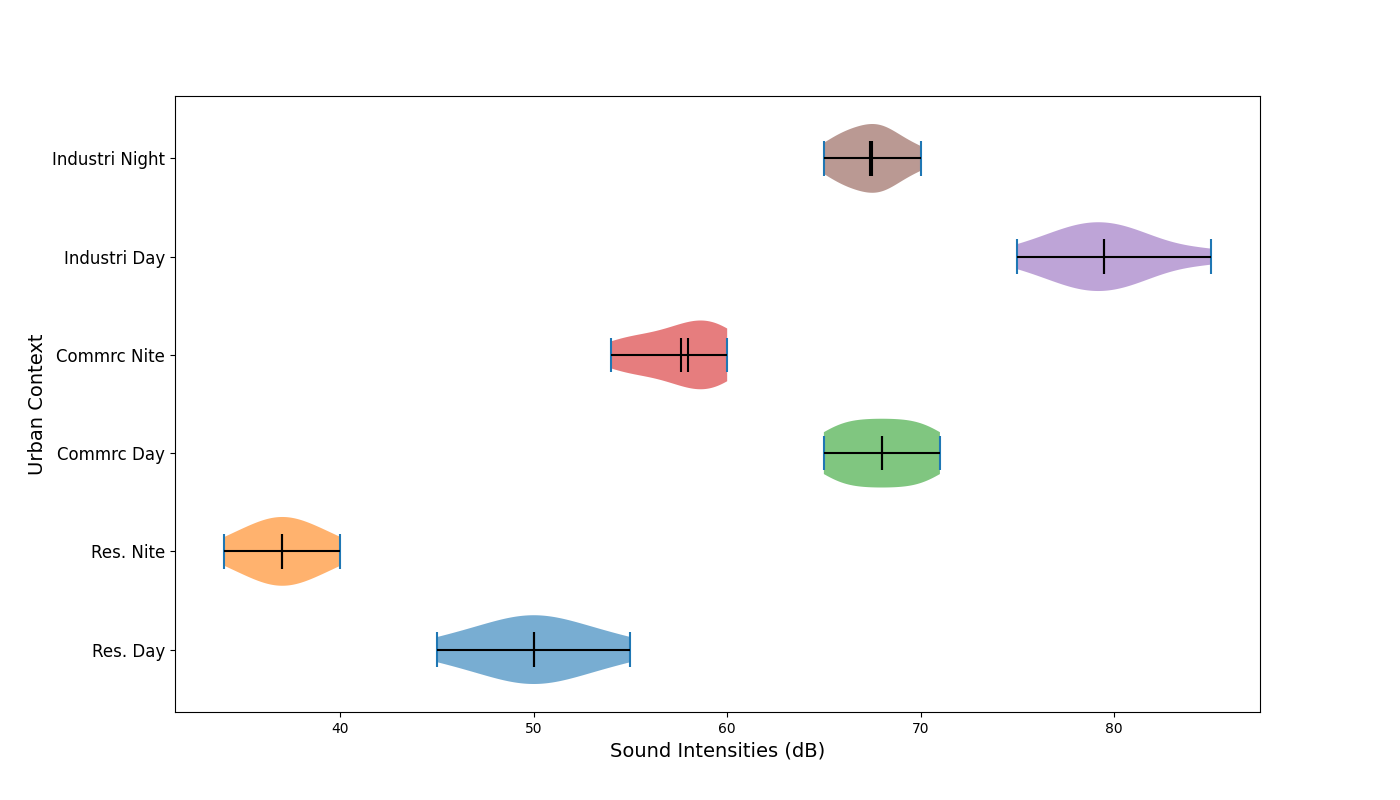 Urban Context
Industri Night
Industri Day
Commrc Nite
Commrc Day
Res. Nite
Res. Day
40 50 60 70 80
Sound Intensities (dB)